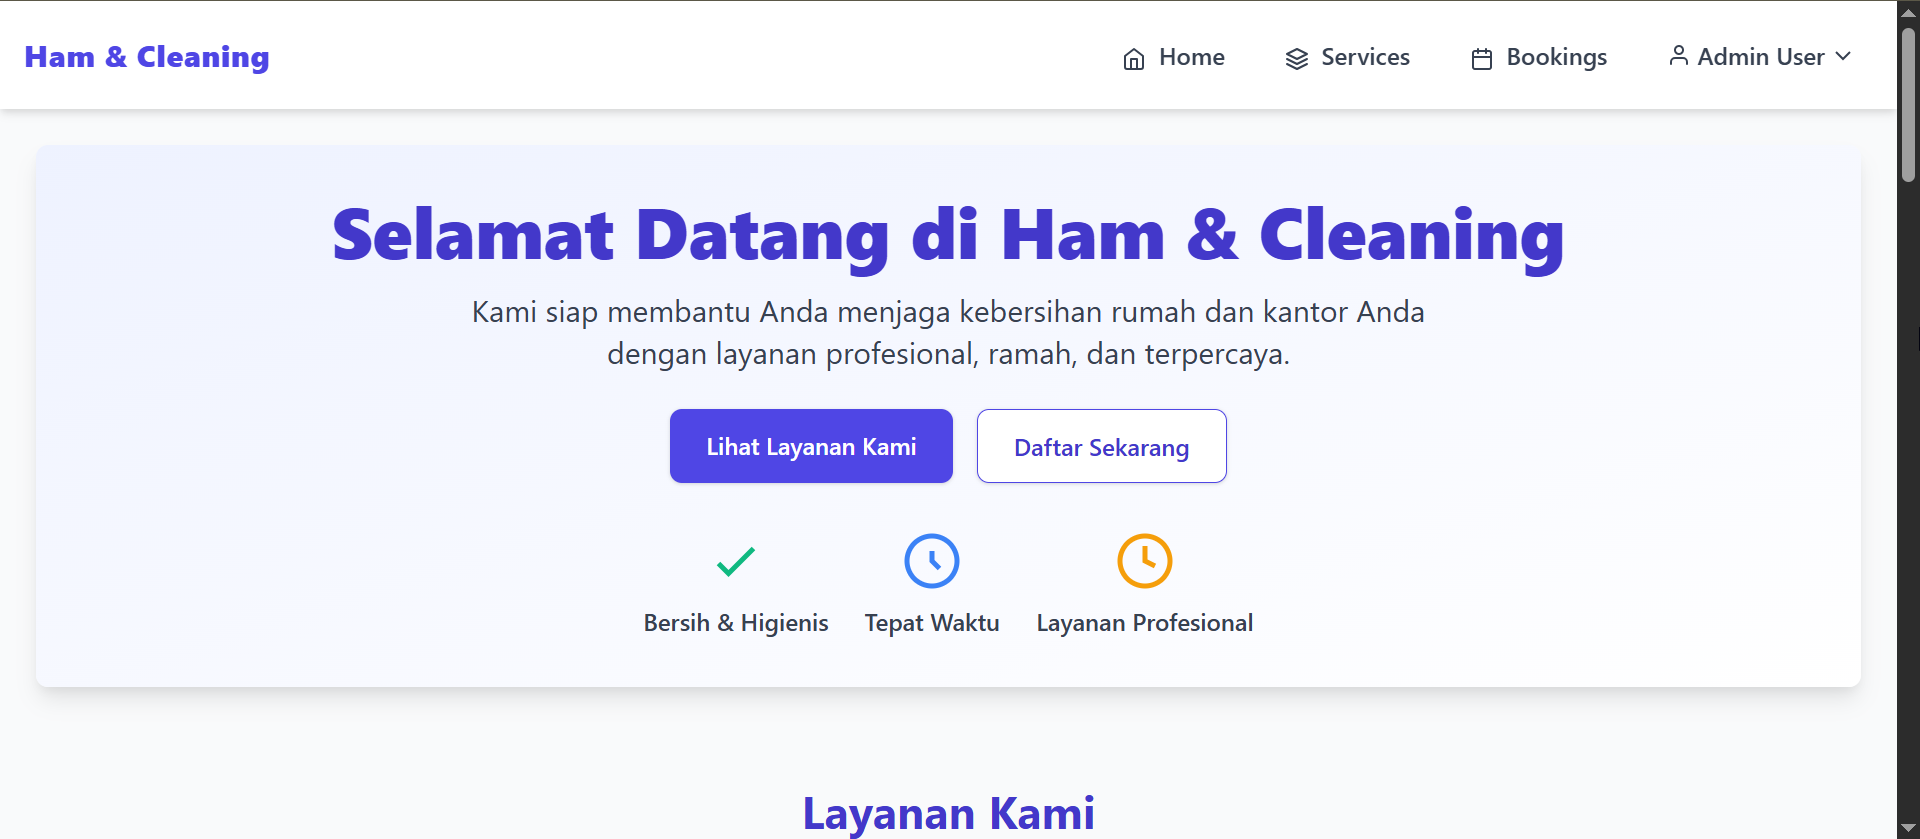 Ham & Cleaning
Home
Services
Bookings
Admin User
Selamat Datang di Ham & Cleaning
Kami siap membantu Anda menjaga kebersihan rumah dan kantor Anda
dengan layanan profesional, ramah, dan terpercaya.
Lihat Layanan Kami
Daftar Sekarang
Bersih & Higienis
Tepat Waktu
Layanan Profesional
Layanan Kami